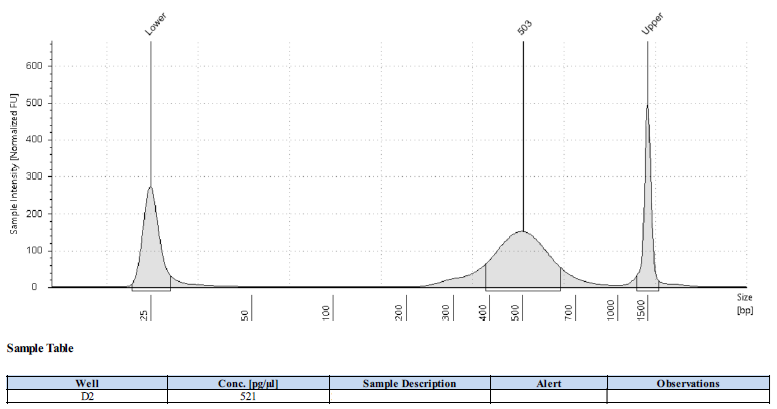 Lower
503
Upper
Sample Intensity [Normalized FU]
600
500
400
300
200
100
0
25
50
100
200
300
400
500
700
1000
1500
Size
[bp]
Sample Table
Well Conc. [pg/µl] Sample Description Alert Observations
D2 521